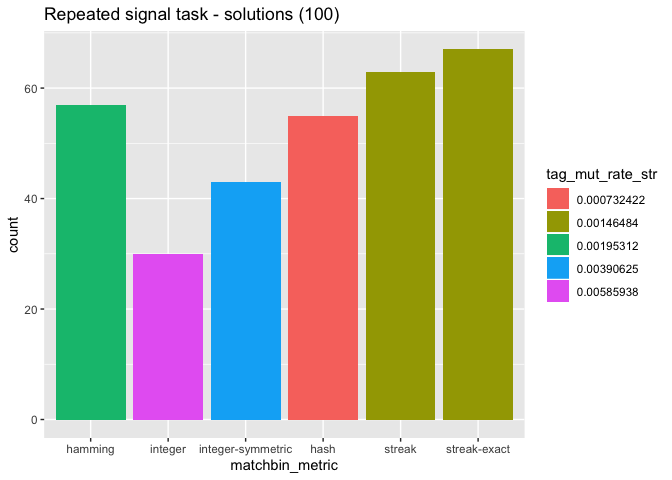 Repeated signal task - solutions (100)
count
60
40
20
0
hamming integer integer-symmetric hash streak streak-exact
matchbin_metric
tag_mut_rate_str
0.000732422
0.00146484
0.00195312
0.00390625
0.00585938